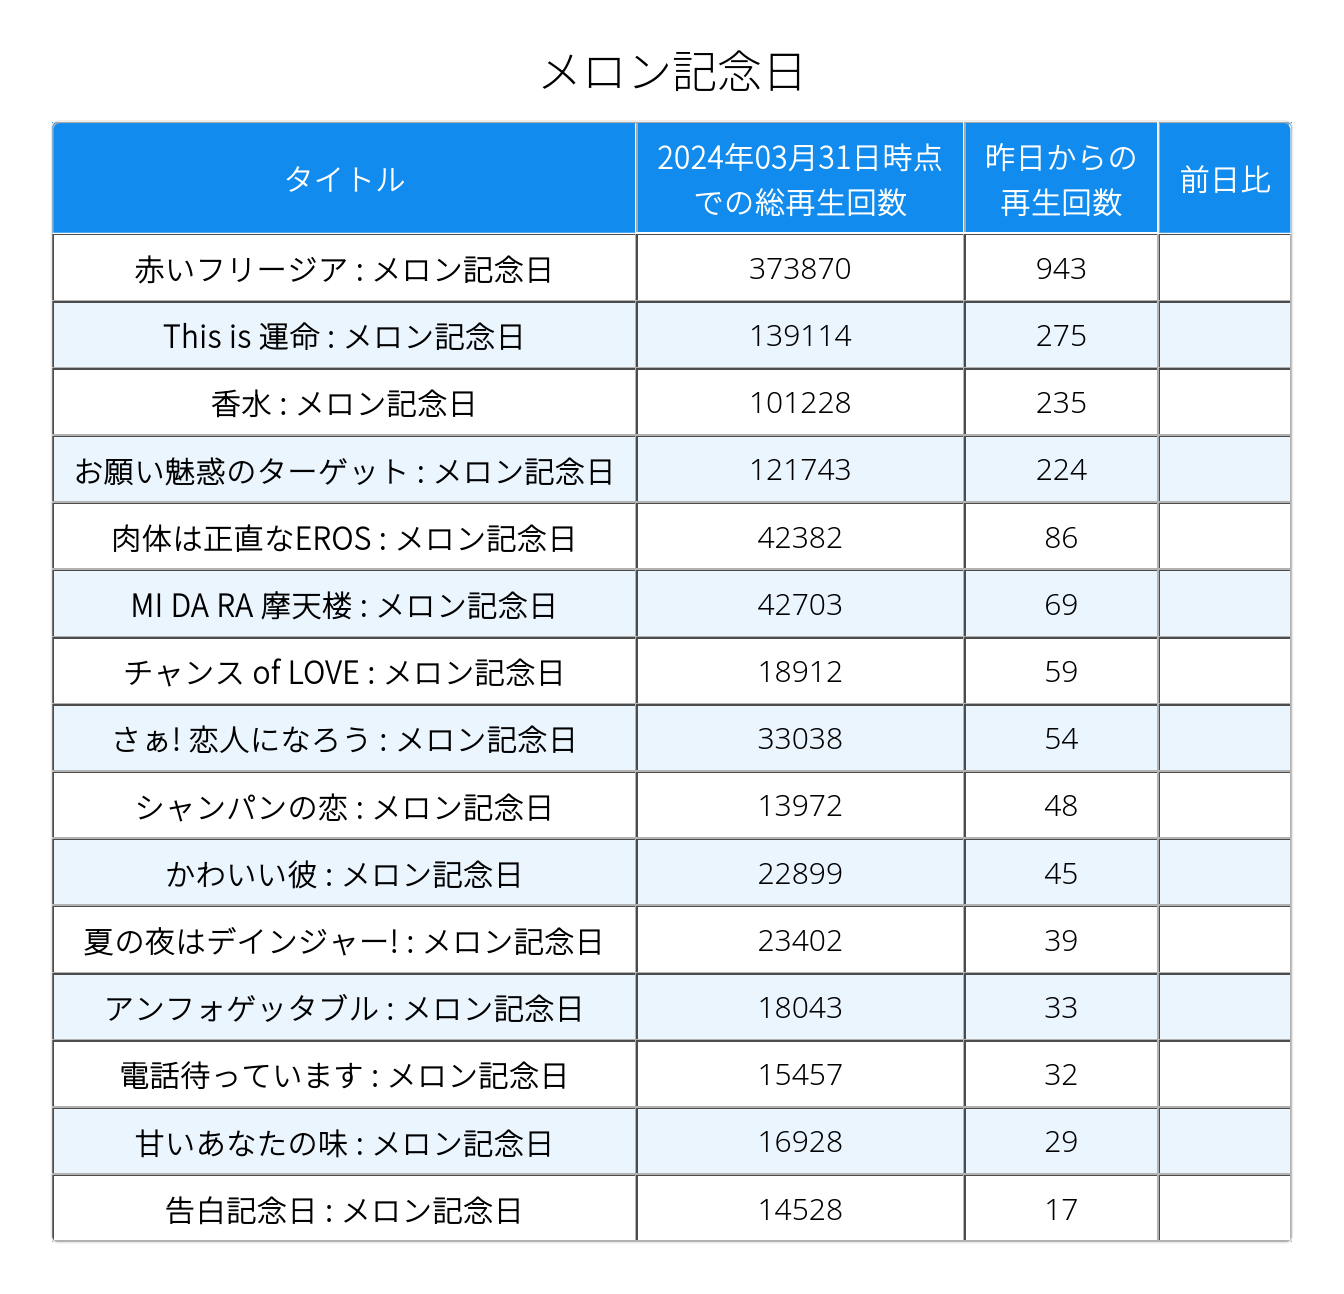 メロン記念日
タイトル 2024年03月31日時点での総再生回数 昨日からの再生回数 前日比
赤いフリージア : メロン記念日 373870 943
This is 運命 : メロン記念日 139114 275
香水 : メロン記念日 101228 235
お願い魅惑のターゲット : メロン記念日 121743 224
肉体は正直なEROS : メロン記念日 42382 86
MI DA RA 摩天楼 : メロン記念日 42703 69
チャンス of LOVE : メロン記念日 18912 59
さぁ! 恋人になろう : メロン記念日 33038 54
シャンパンの恋 : メロン記念日 13972 48
かわいい彼 : メロン記念日 22899 45
夏の夜はデインジャー! : メロン記念日 23402 39
アンフォゲッタブル : メロン記念日 18043 33
電話待っています : メロン記念日 15457 32
甘いあなたの味 : メロン記念日 16928 29
告白記念日 : メロン記念日 14528 17